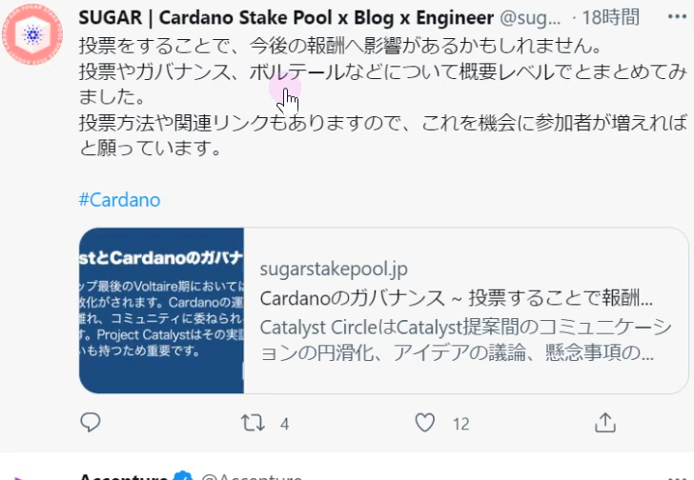 SUGAR | Cardano Stake Pool x Blog x Engineer @sug... · 18時間
投票をすることで、今後の報酬へ影響があるかもしれません。
投票やガバナンス、ボルテールなどについて概要レベルでとまとめてみ
ました。
投票方法や関連リンクもありますので、これを機会に参加者が増えれば
と願っています。
#Cardano
stとCardanoのガバナ
ップ最後のVoltaire期においては
改化がされます。Cardanoの運
離れ、コミュニティに委ねられ
す。Project Catalystはその実
いも持つため重要です。
sugarstakepool.jp
Cardanoのガバナンス ~ 投票することで報酬...
Catalyst CircleはCatalyst提案間のコミュニケーシ
ョンの円滑化、アイデアの議論、懸念事項の...
4
12
Accenture @Accenture